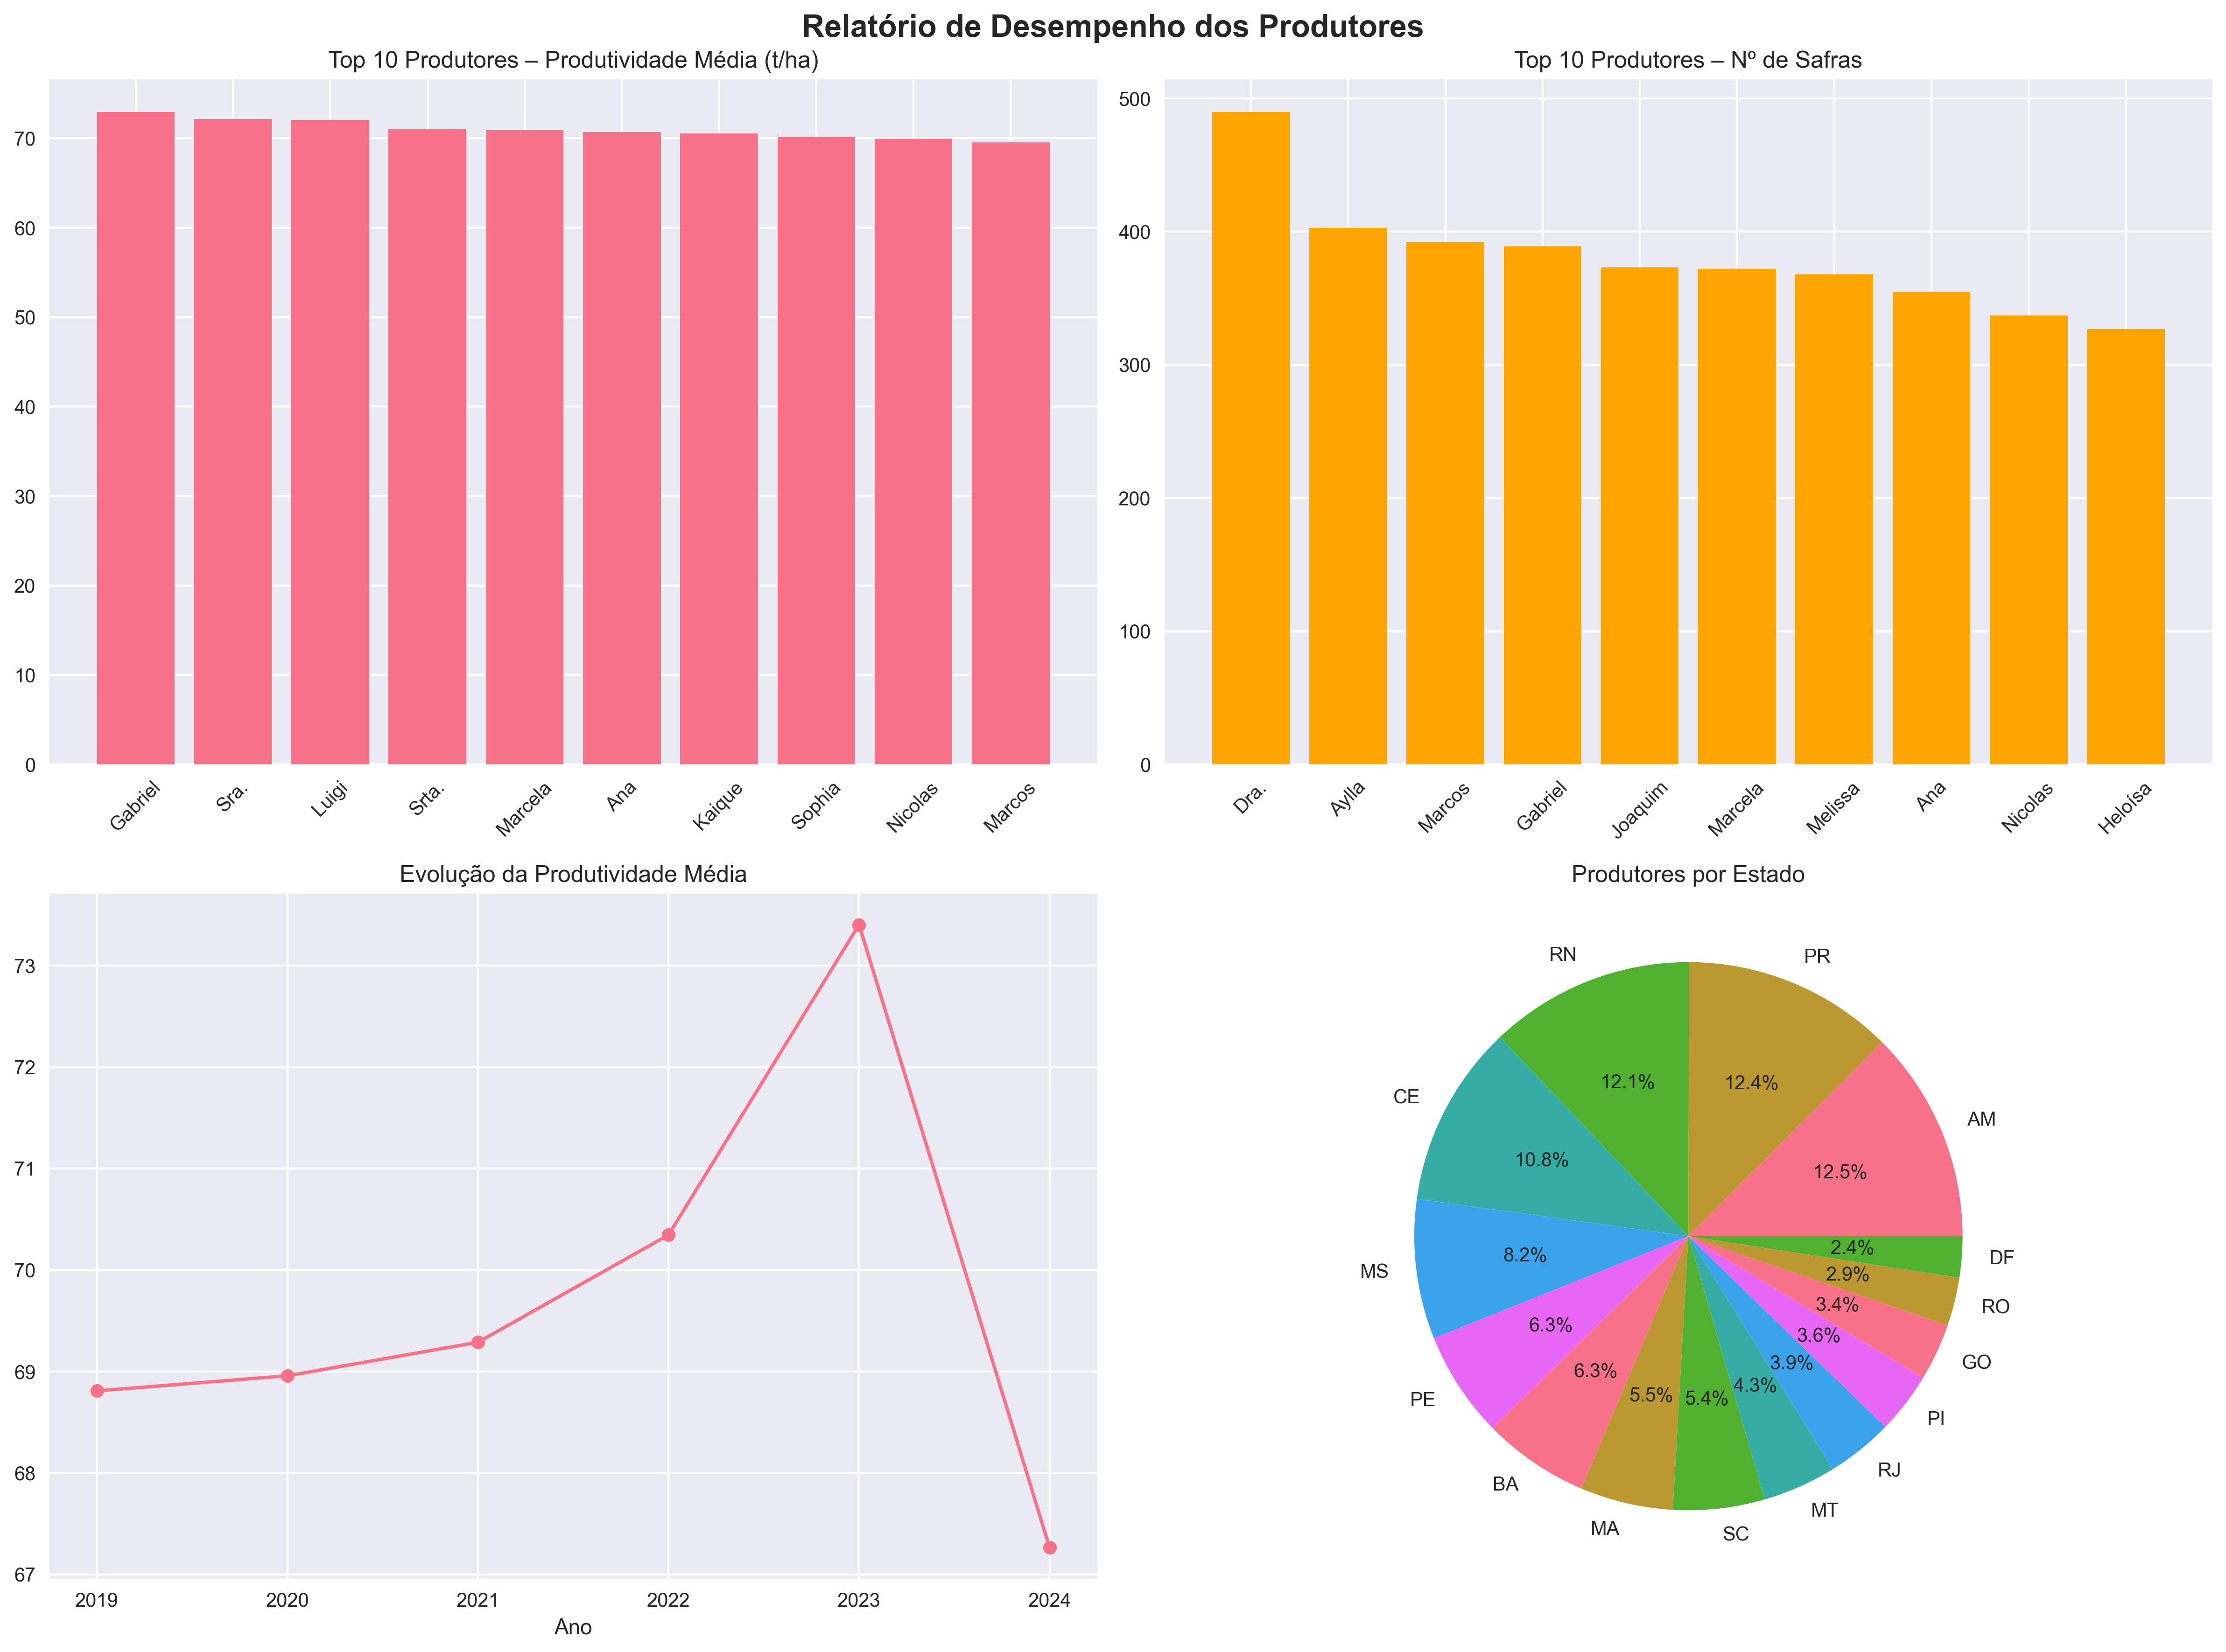 Relatório de Desempenho dos Produtores
Top 10 Produtores – Produtividade Média (t/ha)
70
60
50
40
30
20
10
0
Gabriel
Sra.
Luigi
Srta.
Marcela
Ana
Kaique
Sophia
Nicolas
Marcos
Top 10 Produtores – Nº de Safras
500
400
300
200
100
0
Dra.
Aylla
Marcos
Gabriel
Joaquim
Marcela
Melissa
Ana
Nicolas
Heloísa
Evolução da Produtividade Média
73
72
71
70
69
68
67
2019
2020
2021
2022
2023
2024
Ano
Produtores por Estado
AM
12.5%
PR
12.4%
RN
12.1%
CE
10.8%
MS
8.2%
PE
6.3%
BA
6.3%
MA
5.5%
SC
5.4%
MT
4.3%
RJ
3.9%
PI
3.6%
GO
3.4%
RO
2.9%
DF
2.4%